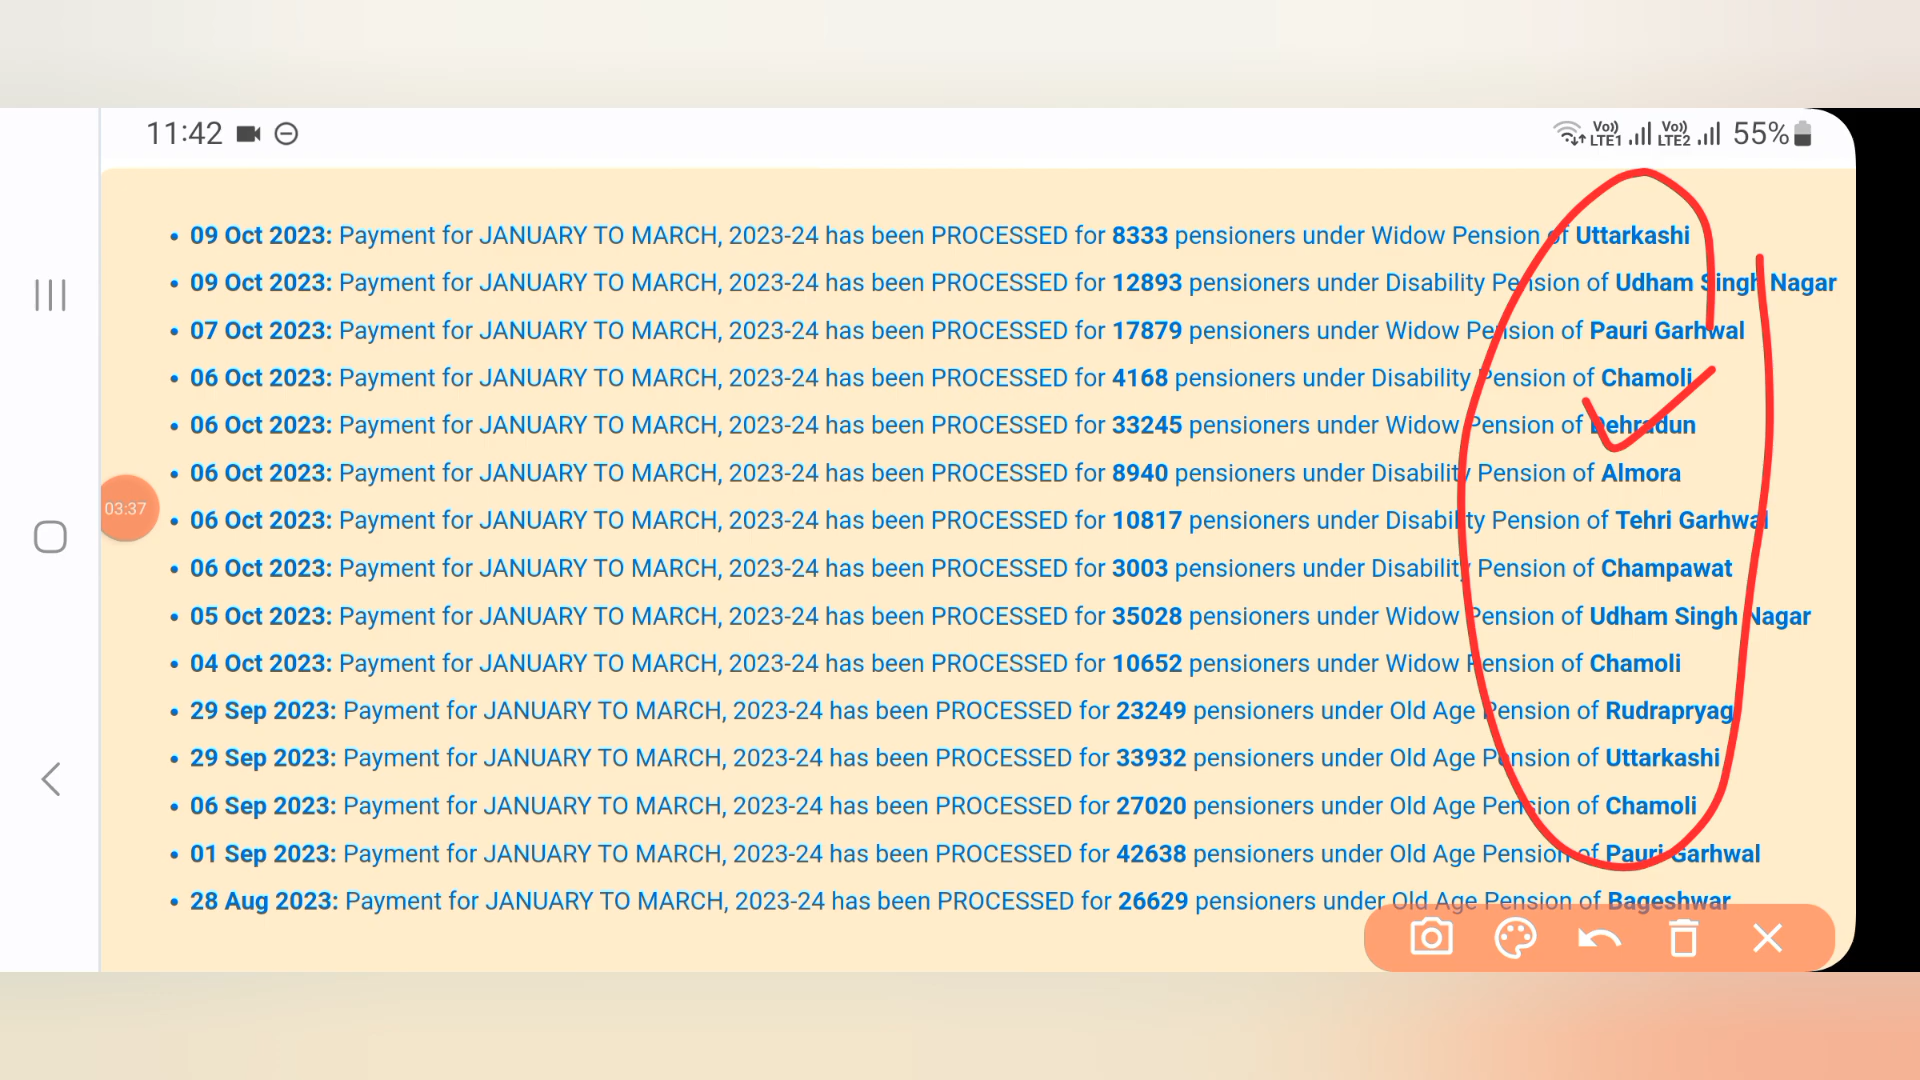 11:42
Vo)) LTE1 Vo)) LTE2 55%
• 09 Oct 2023: Payment for JANUARY TO MARCH, 2023-24 has been PROCESSED for 8333 pensioners under Widow Pension of Uttarkashi
• 09 Oct 2023: Payment for JANUARY TO MARCH, 2023-24 has been PROCESSED for 12893 pensioners under Disability Pension of Udham Singh Nagar
• 07 Oct 2023: Payment for JANUARY TO MARCH, 2023-24 has been PROCESSED for 17879 pensioners under Widow Pension of Pauri Garhwal
• 06 Oct 2023: Payment for JANUARY TO MARCH, 2023-24 has been PROCESSED for 4168 pensioners under Disability Pension of Chamoli
• 06 Oct 2023: Payment for JANUARY TO MARCH, 2023-24 has been PROCESSED for 33245 pensioners under Widow Pension of Dehradun
• 06 Oct 2023: Payment for JANUARY TO MARCH, 2023-24 has been PROCESSED for 8940 pensioners under Disability Pension of Almora
03:37
• 06 Oct 2023: Payment for JANUARY TO MARCH, 2023-24 has been PROCESSED for 10817 pensioners under Disability Pension of Tehri Garhwal
• 06 Oct 2023: Payment for JANUARY TO MARCH, 2023-24 has been PROCESSED for 3003 pensioners under Disability Pension of Champawat
• 05 Oct 2023: Payment for JANUARY TO MARCH, 2023-24 has been PROCESSED for 35028 pensioners under Widow Pension of Udham Singh Nagar
• 04 Oct 2023: Payment for JANUARY TO MARCH, 2023-24 has been PROCESSED for 10652 pensioners under Widow Pension of Chamoli
• 29 Sep 2023: Payment for JANUARY TO MARCH, 2023-24 has been PROCESSED for 23249 pensioners under Old Age Pension of Rudrapryag
• 29 Sep 2023: Payment for JANUARY TO MARCH, 2023-24 has been PROCESSED for 33932 pensioners under Old Age Pension of Uttarkashi
• 06 Sep 2023: Payment for JANUARY TO MARCH, 2023-24 has been PROCESSED for 27020 pensioners under Old Age Pension of Chamoli
• 01 Sep 2023: Payment for JANUARY TO MARCH, 2023-24 has been PROCESSED for 42638 pensioners under Old Age Pension of Pauri Garhwal
• 28 Aug 2023: Payment for JANUARY TO MARCH, 2023-24 has been PROCESSED for 26629 pensioners under Old Age Pension of Bageshwar